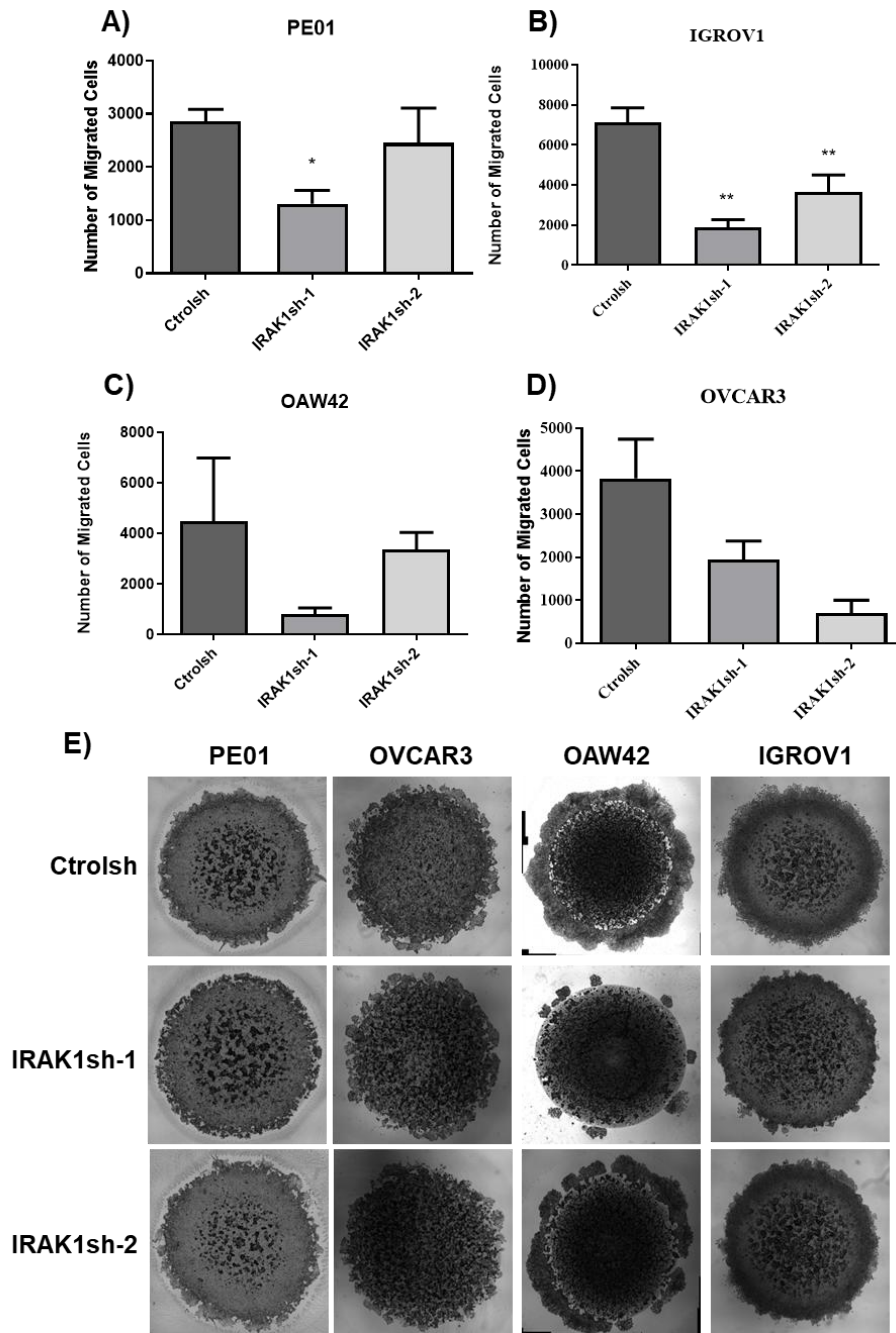 A)
PE01
Number of Migrated Cells
4000
3000
2000
1000
0
*
Ctrolsh
IRAK1sh-1
IRAK1sh-2
B)
IGROV1
Number of Migrated Cells
10000
8000
6000
4000
2000
0
**
**
Ctrolsh
IRAK1sh-1
IRAK1sh-2
C)
OAW42
Number of Migrated Cells
8000
6000
4000
2000
0
Ctrolsh
IRAK1sh-1
IRAK1sh-2
D)
OVCAR3
Number of Migrated Cells
5000
4000
3000
2000
1000
0
Ctrolsh
IRAK1sh-1
IRAK1sh-2
E)
PE01 OVCAR3 OAW42 IGROV1
Ctrolsh
IRAK1sh-1
IRAK1sh-2